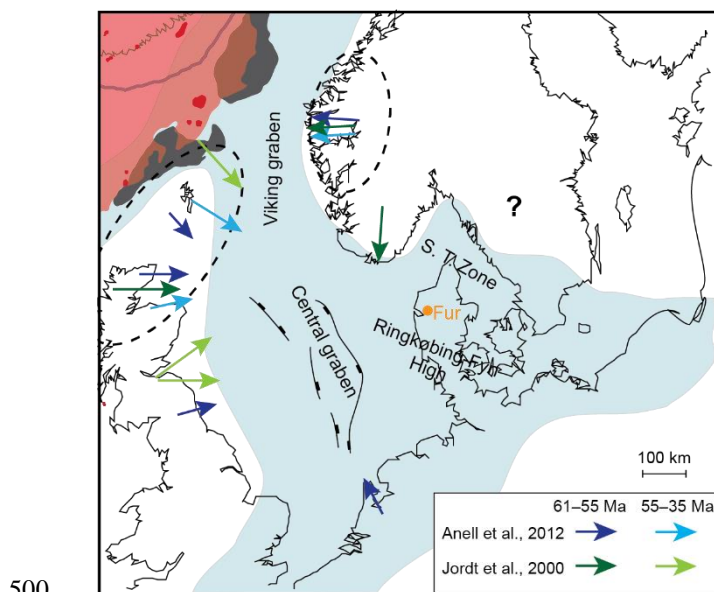 Viking graben
?
S. T. Zone
Fur
Central graben
Ringkøbing Fyn
High
100 km
61–55 Ma 55–35 Ma
Anell et al., 2012
Jordt et al., 2000
500